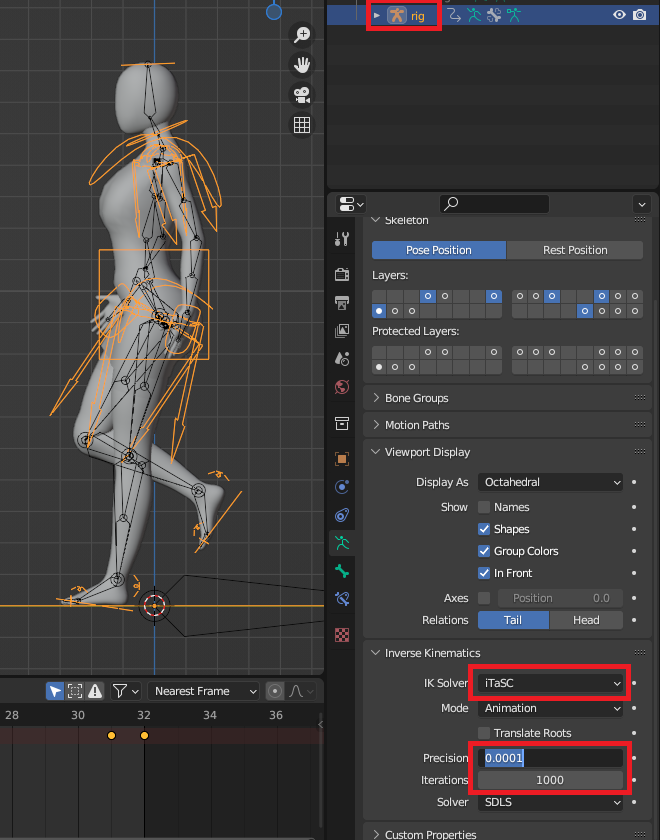 rig
Skeleton
Pose Position
Rest Position
Layers:
Protected Layers:
Bone Groups
Motion Paths
Viewport Display
Display As Octahedral
Show Names
Shapes
Group Colors
In Front
Axes Position 0.0
Relations Tail Head
Inverse Kinematics
IK Solver iTaSC
Mode Animation
Translate Roots
Precision 0.0001
Iterations 1000
Solver SDLS
Custom Properties
Nearest Frame
28 30 32 34 36